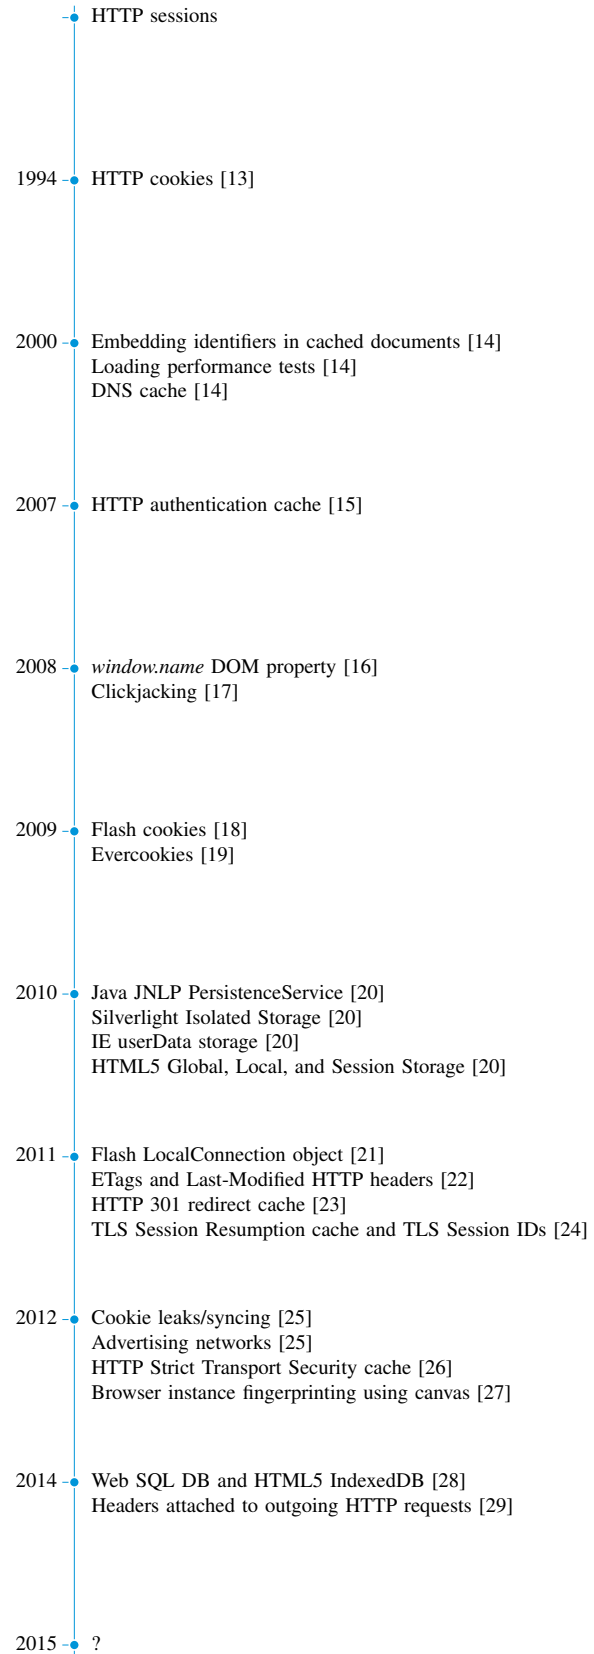 HTTP sessions
1994 HTTP cookies [13]
2000 Embedding identifiers in cached documents [14]
Loading performance tests [14]
DNS cache [14]
2007 HTTP authentication cache [15]
2008 window.name DOM property [16]
Clickjacking [17]
2009 Flash cookies [18]
Evercookies [19]
2010 Java JNLP PersistenceService [20]
Silverlight Isolated Storage [20]
IE userData storage [20]
HTML5 Global, Local, and Session Storage [20]
2011 Flash LocalConnection object [21]
ETags and Last-Modified HTTP headers [22]
HTTP 301 redirect cache [23]
TLS Session Resumption cache and TLS Session IDs [24]
2012 Cookie leaks/syncing [25]
Advertising networks [25]
HTTP Strict Transport Security cache [26]
Browser instance fingerprinting using canvas [27]
2014 Web SQL DB and HTML5 IndexedDB [28]
Headers attached to outgoing HTTP requests [29]
2015 ?